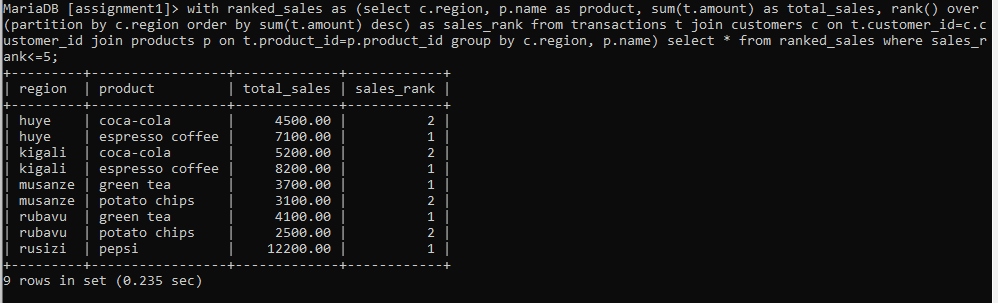 MariaDB [assignment1]> with ranked_sales as (select c.region, p.name as product, sum(t.amount) as total_sales, rank() over
(partition by c.region order by sum(t.amount) desc) as sales_rank from transactions t join customers c on t.customer_id=c.c
ustomer_id join products p on t.product_id=p.product_id group by c.region, p.name) select * from ranked_sales where sales_r
ank<=5;
+---------+-----------------+-------------+------------+
| region | product | total_sales | sales_rank |
+---------+-----------------+-------------+------------+
| huye | coca-cola | 4500.00 | 2 |
| huye | espresso coffee | 7100.00 | 1 |
| kigali | coca-cola | 5200.00 | 2 |
| kigali | espresso coffee | 8200.00 | 1 |
| musanze | green tea | 3700.00 | 1 |
| musanze | potato chips | 3100.00 | 2 |
| rubavu | green tea | 4100.00 | 1 |
| rubavu | potato chips | 2500.00 | 2 |
| rusizi | pepsi | 12200.00 | 1 |
+---------+-----------------+-------------+------------+
9 rows in set (0.235 sec)